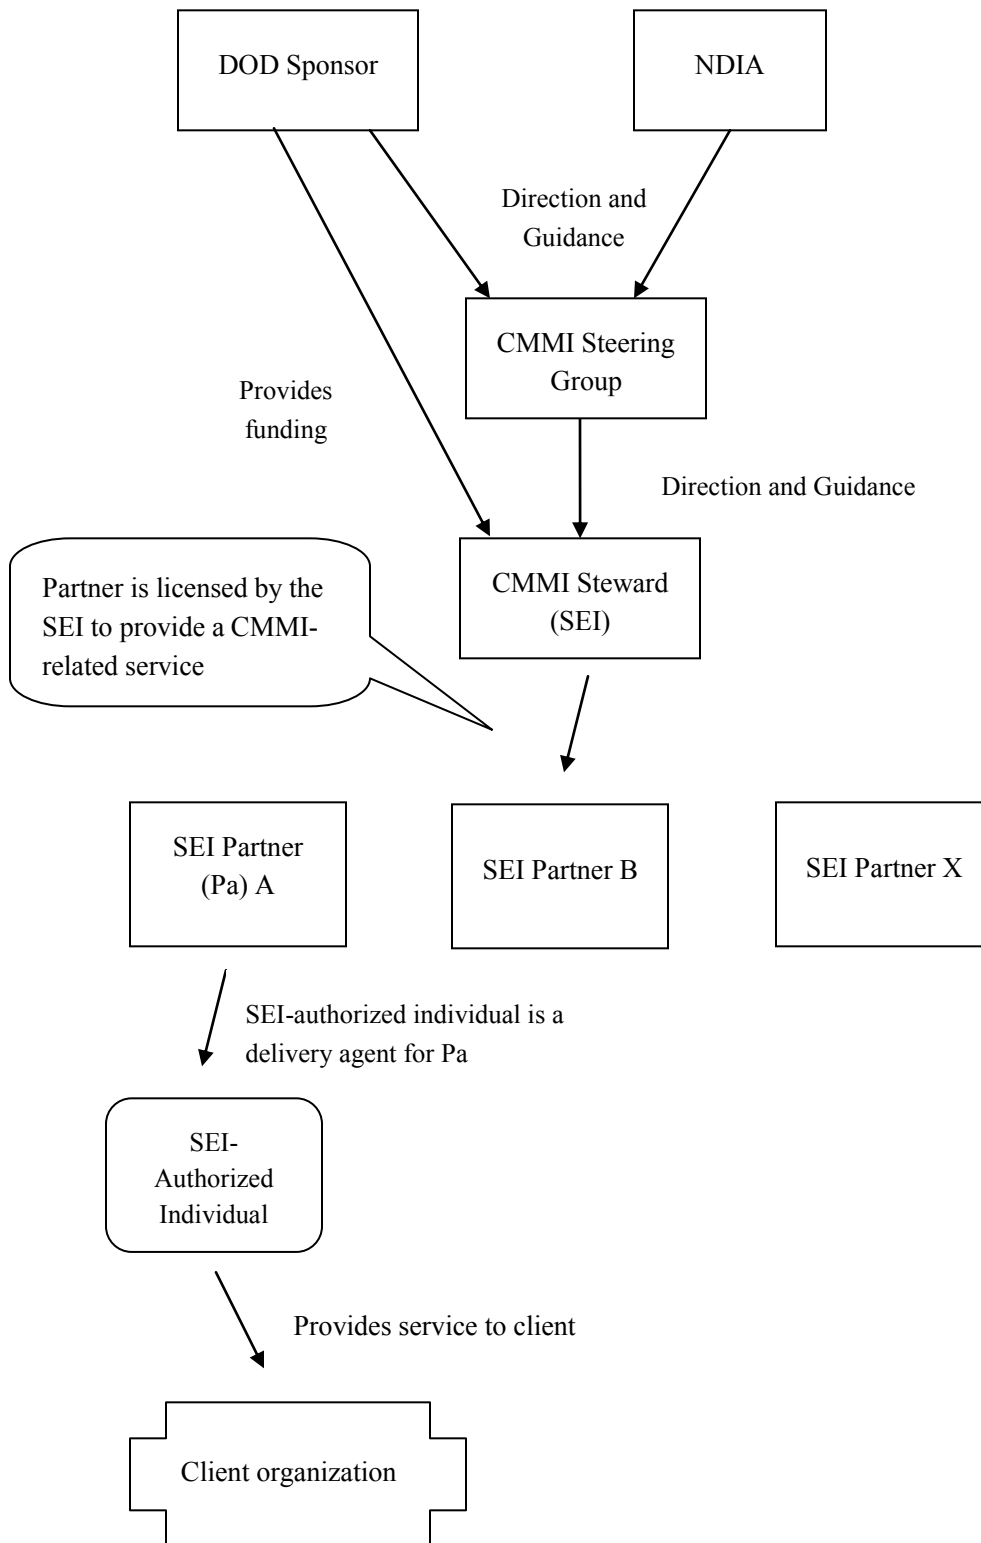 DOD Sponsor
NDIA
Direction and
Guidance
CMMI Steering
Group
Provides
funding
Direction and Guidance
Partner is licensed by the
SEI to provide a CMMI-
related service
CMMI Steward
(SEI)
SEI Partner
(Pa) A
SEI Partner B
SEI Partner X
SEI-authorized individual is a
delivery agent for Pa
SEI-
Authorized
Individual
Provides service to client
Client organization